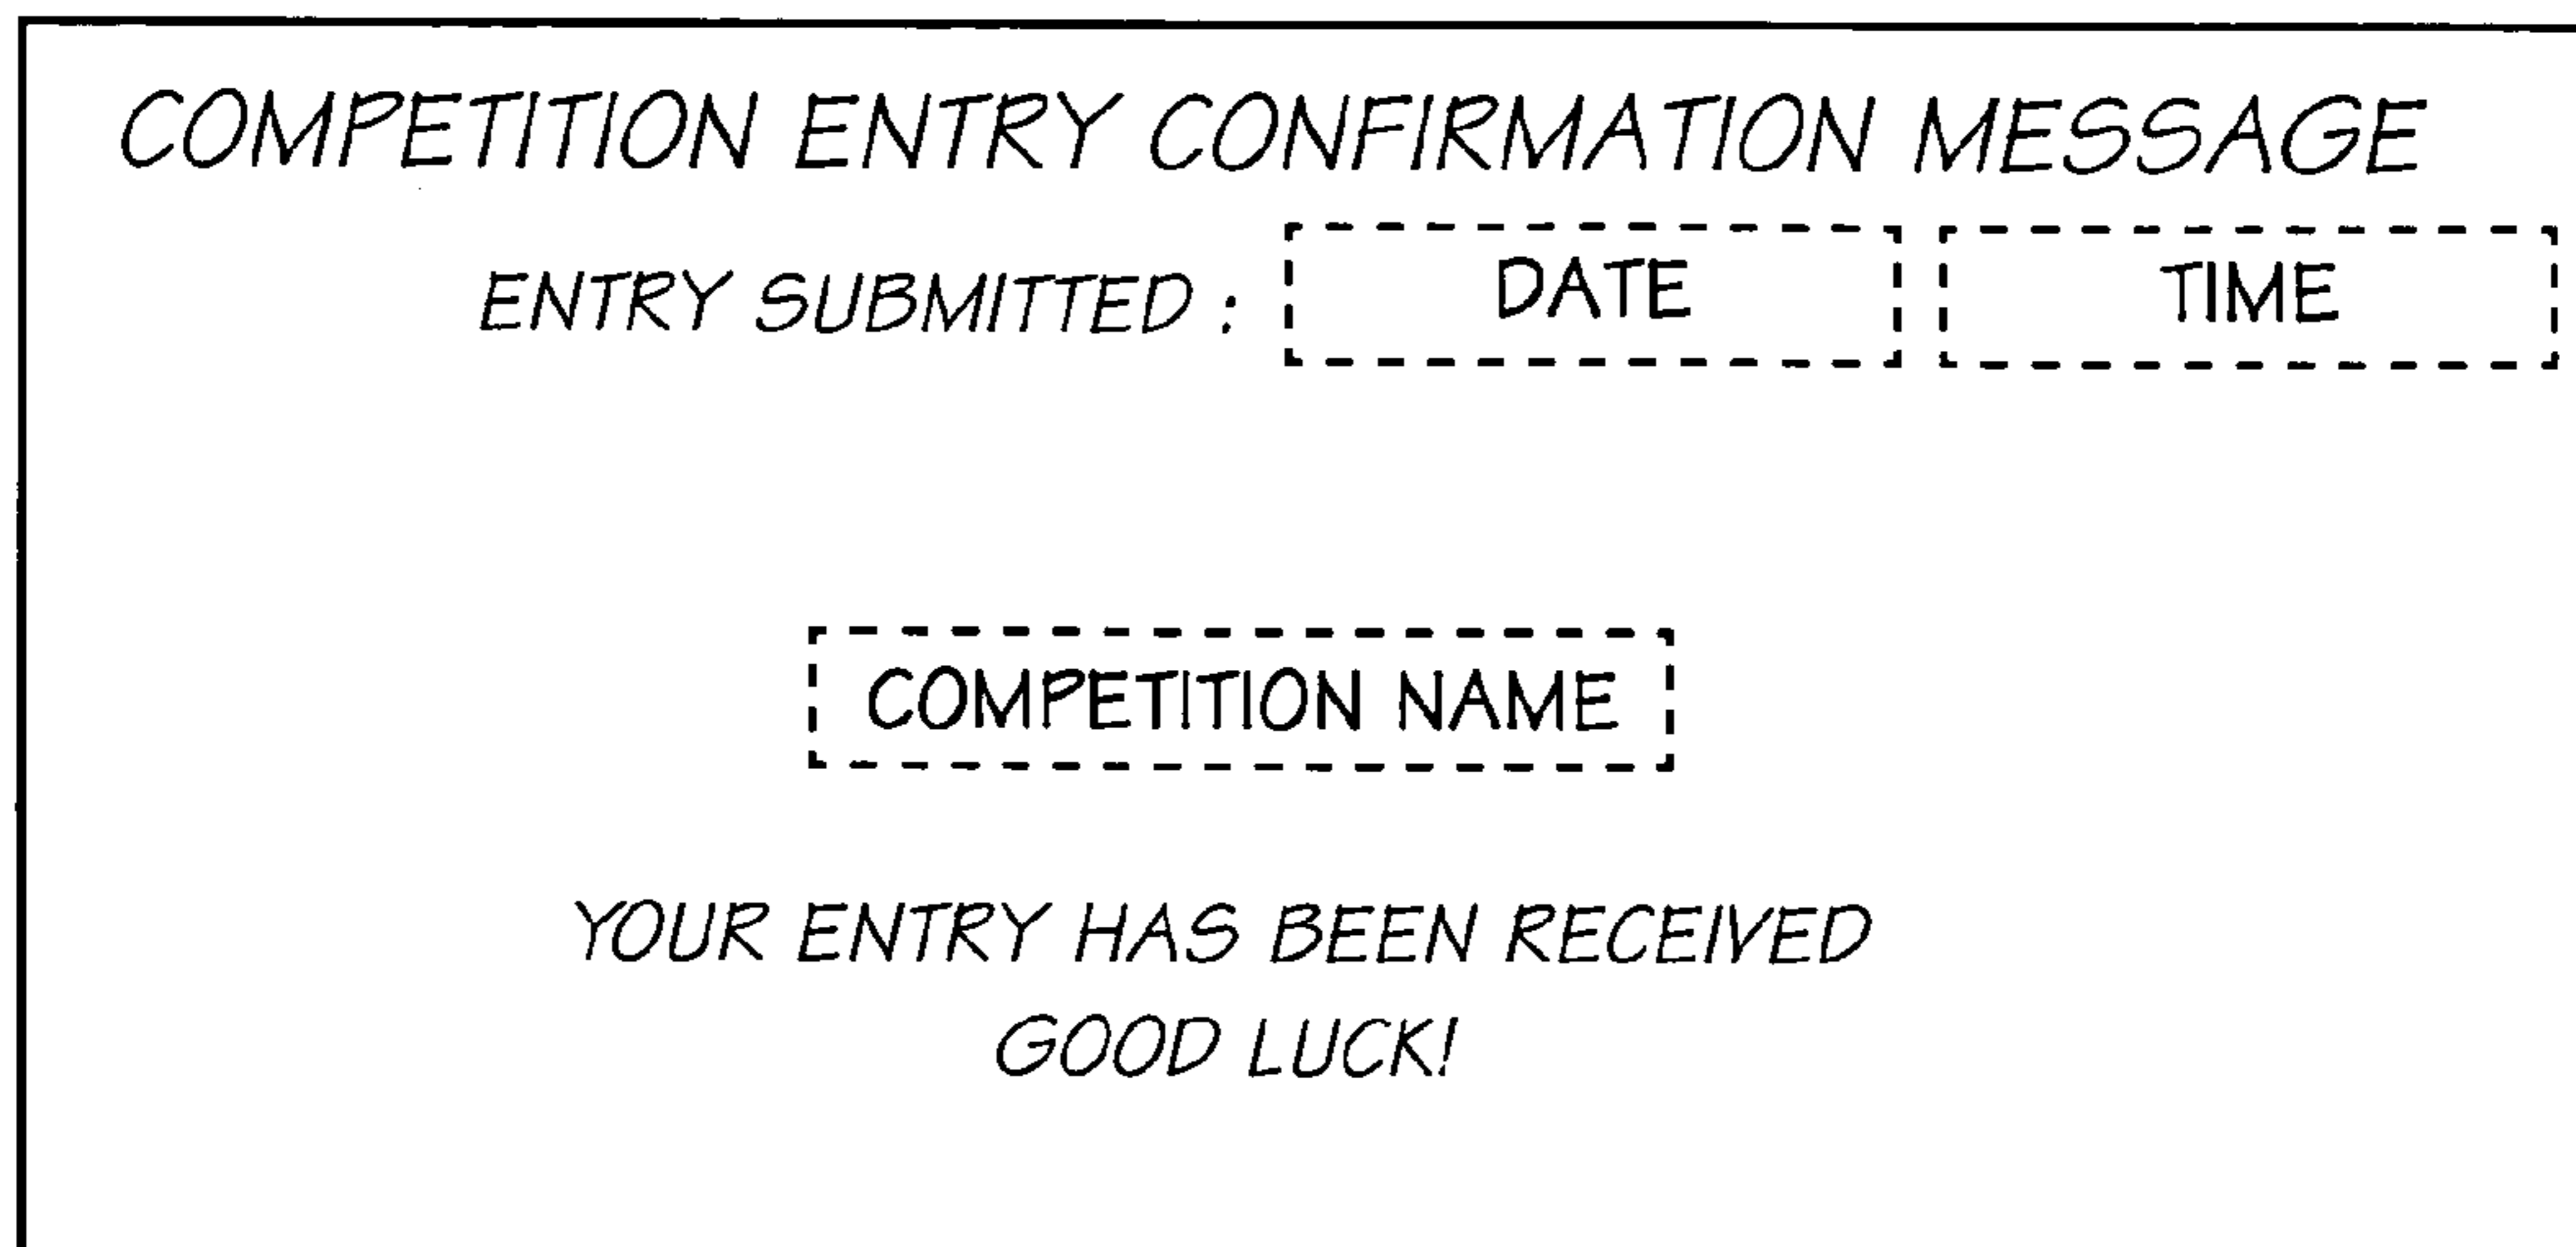 COMPETITION ENTRY CONFIRMATION MESSAGE
ENTRY SUBMITTED : DATE TIME
COMPETITION NAME
YOUR ENTRY HAS BEEN RECEIVED
GOOD LUCK!